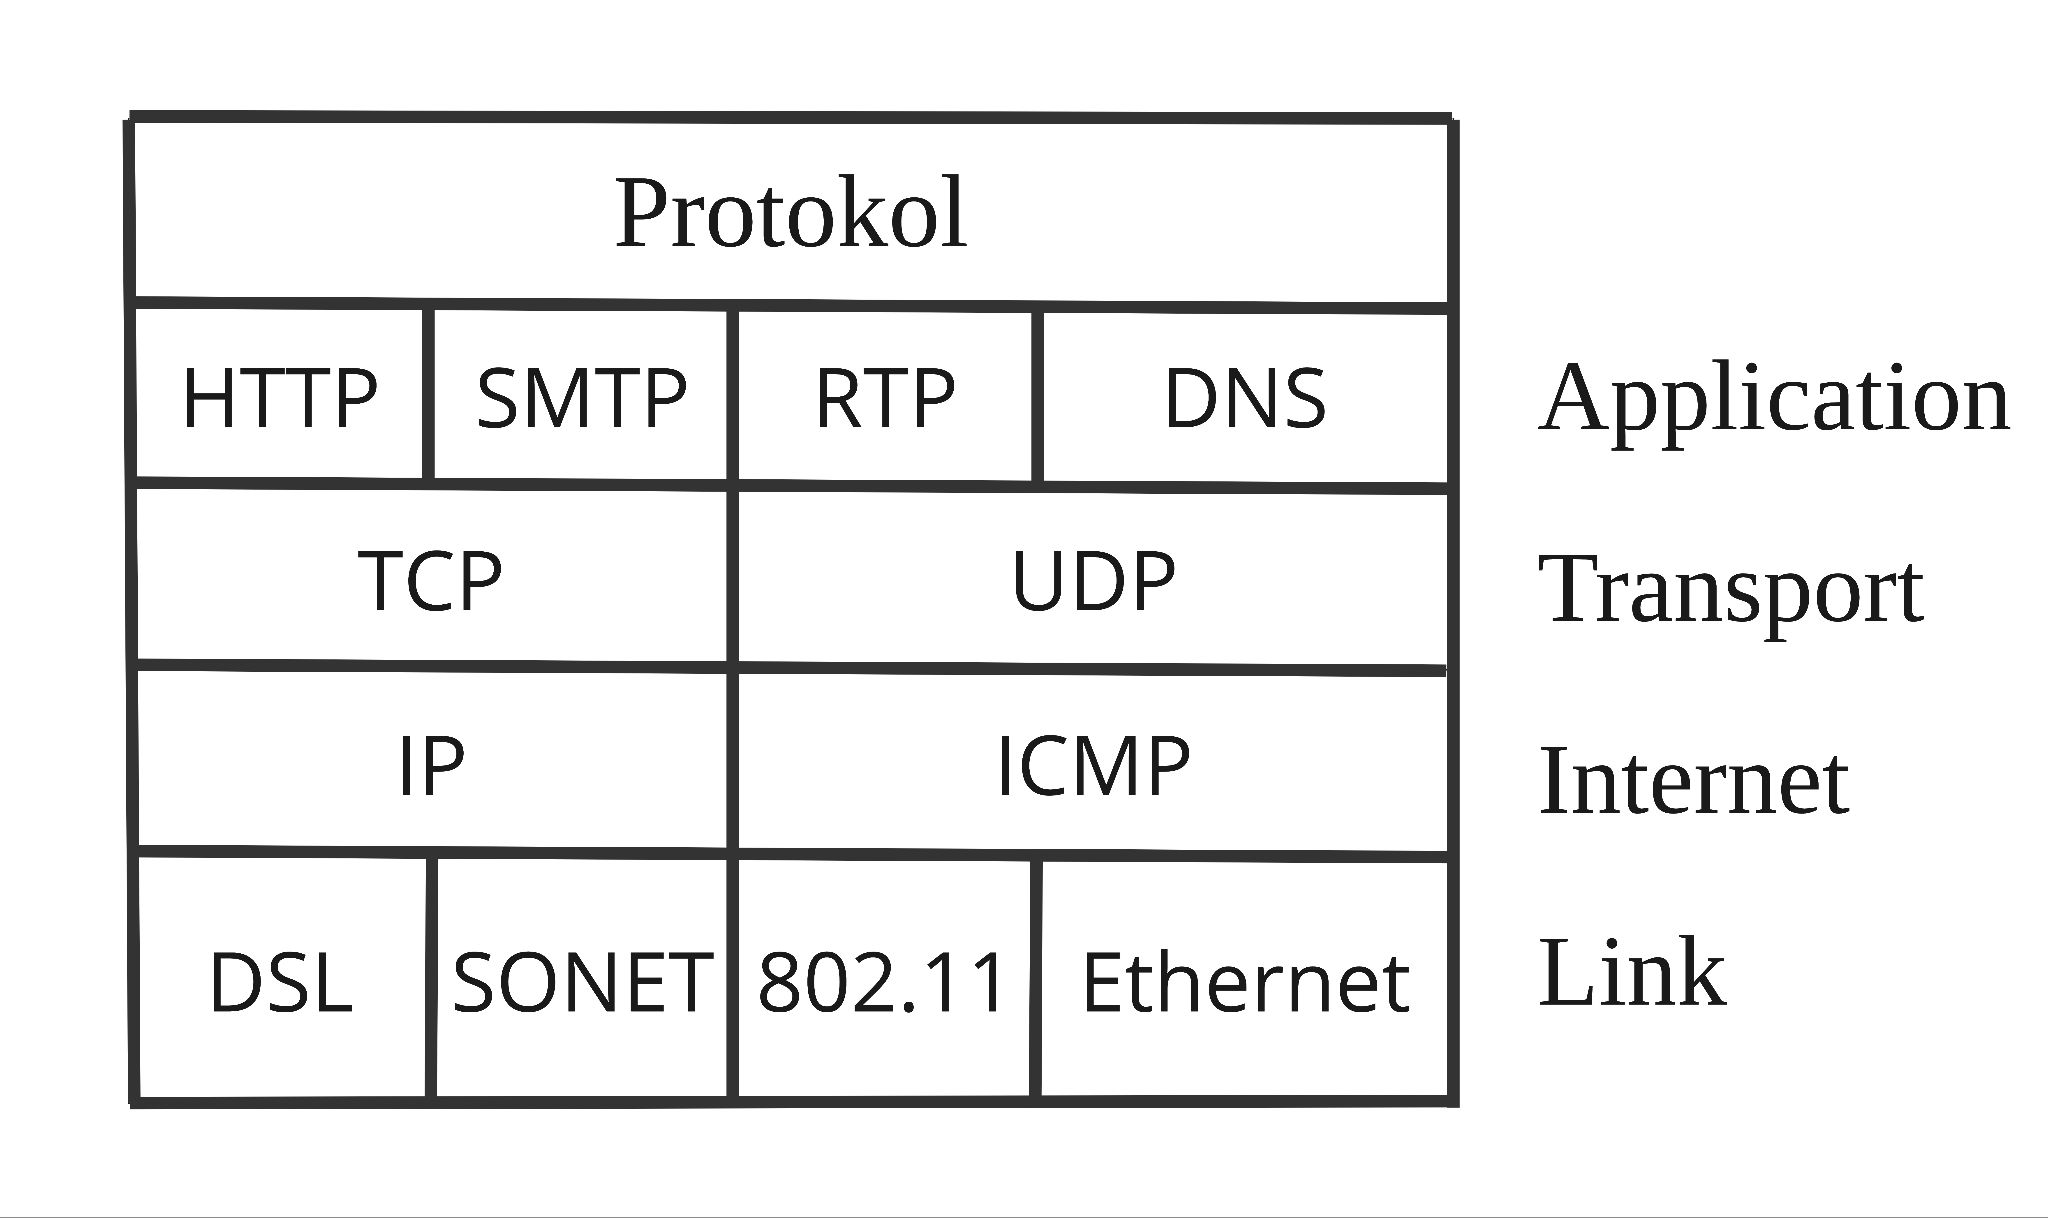 Protokol
HTTP SMTP RTP DNS Application
TCP UDP Transport
IP ICMP Internet
DSL SONET 802.11 Ethernet Link